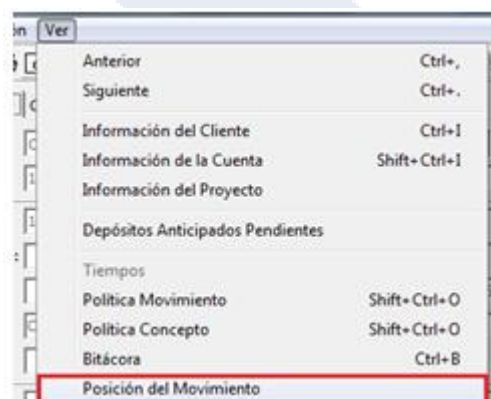 ón Ver
Anterior Ctrl+,
Siguiente Ctrl+.
Información del Cliente Ctrl+I
Información de la Cuenta Shift+Ctrl+I
Información del Proyecto
Depósitos Anticipados Pendientes
Tiempos
Política Movimiento Shift+Ctrl+O
Política Concepto Shift+Ctrl+O
Bitácora Ctrl+B
Posición del Movimiento